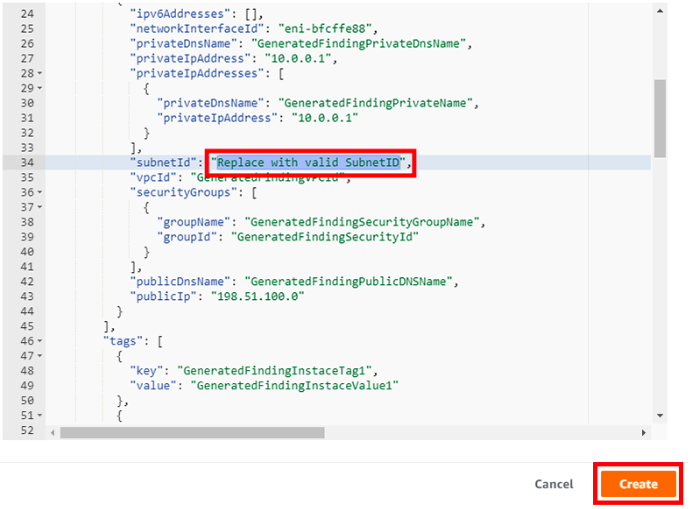 24 {
25 "ipv6Addresses": [],
25 "networkInterfaceId": "eni-bfcffe88",
26 "privateDnsName": "GeneratedFindingPrivateDnsName",
27 "privateIpAddress": "10.0.0.1",
28 "privateIpAddresses": [
29 {
30 "privateDnsName": "GeneratedFindingPrivateName",
31 "privateIpAddress": "10.0.0.1"
32 }
33 ],
34 "subnetId": "Replace with valid SubnetID",
35 "vpcId": "GeneratedFindingVPCId",
36 "securityGroups": [
37 {
38 "groupName": "GeneratedFindingSecurityGroupName",
39 "groupId": "GeneratedFindingSecurityId"
40 }
41 ],
42 "publicDnsName": "GeneratedFindingPublicDNSName",
43 "publicIp": "198.51.100.0"
44 }
45 ],
46 "tags": [
47 {
48 "key": "GeneratedFindingInstaceTag1",
49 "value": "GeneratedFindingInstaceValue1"
50 },
51 {
52
Cancel Create